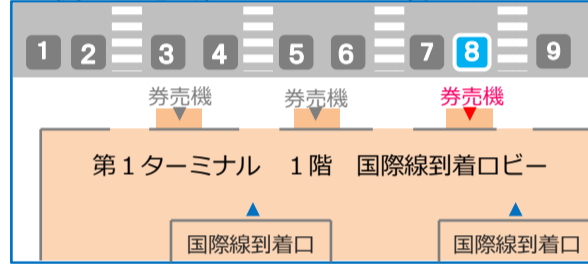 1 2 3 4 5 6 7 8 9
券売機 券売機 券売機
第1ターミナル 1階 国際線到着ロビー
国際線到着口 国際線到着口